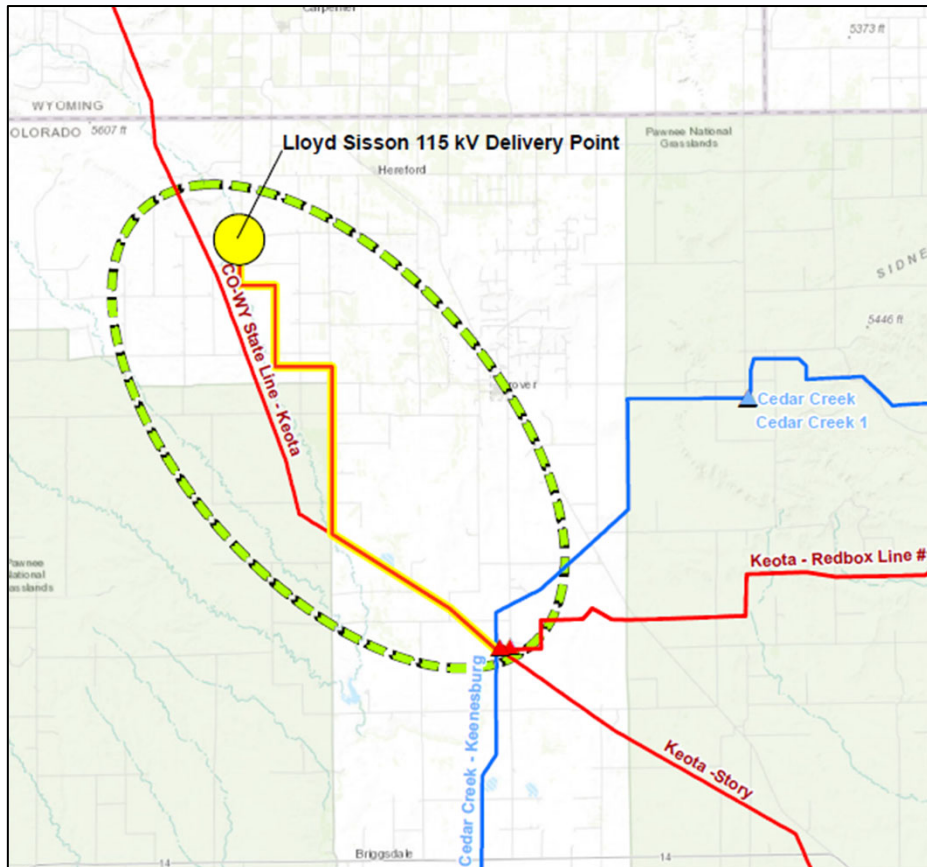 Carpenter
5373 ft
WYOMING
COLORADO
5607 ft
Pawnee National
Grasslands
Lloyd Sisson 115 kV Delivery Point
Hereford
SIDNE
CO-WY State Line - Keota
5446 ft
rover
Cedar Creek
Cedar Creek 1
Keota - Redbox Line #
Pawnee
National
Grasslands
Cedar Creek - Keenesburg
Keota -Story
14
Briggsdale
14